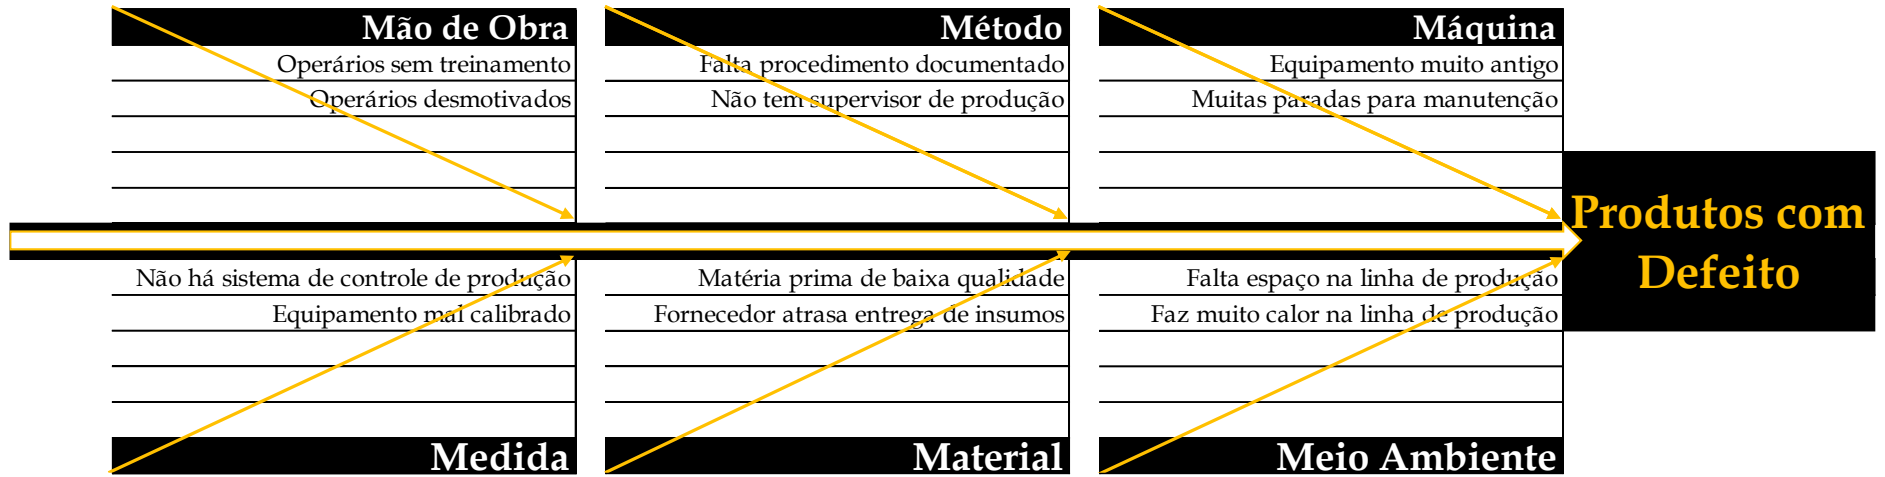 Mão de Obra
Operários sem treinamento
Operários desmotivados
Método
Falta procedimento documentado
Não tem supervisor de produção
Máquina
Equipamento muito antigo
Muitas paradas para manutenção
Produtos com
Defeito
Não há sistema de controle de produção
Equipamento mal calibrado
Medida
Matéria prima de baixa qualidade
Fornecedor atrasa entrega de insumos
Material
Falta espaço na linha de produção
Faz muito calor na linha de produção
Meio Ambiente